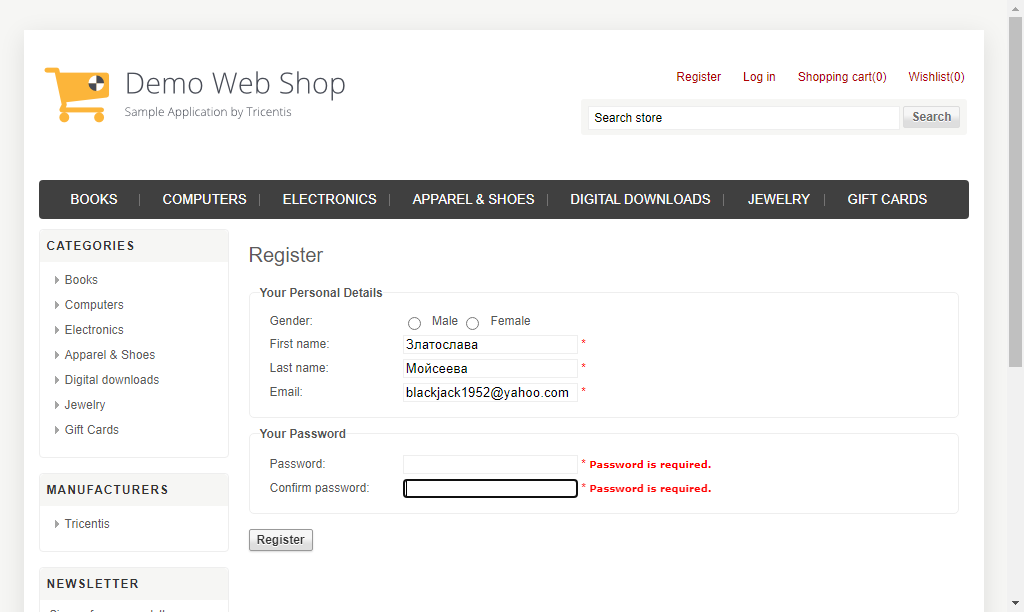 Demo Web Shop
Sample Application by Tricentis
Register Log in Shopping cart(0) Wishlist(0)
Search store Search
BOOKS COMPUTERS ELECTRONICS APPAREL & SHOES DIGITAL DOWNLOADS JEWELRY GIFT CARDS
CATEGORIES
Books
Computers
Electronics
Apparel & Shoes
Digital downloads
Jewelry
Gift Cards
MANUFACTURERS
Tricentis
NEWSLETTER
Register
Your Personal Details
Gender: Male Female
First name: Златослава *
Last name: Мойсеева *
Email: blackjack1952@yahoo.com *
Your Password
Password: * Password is required.
Confirm password: * Password is required.
Register